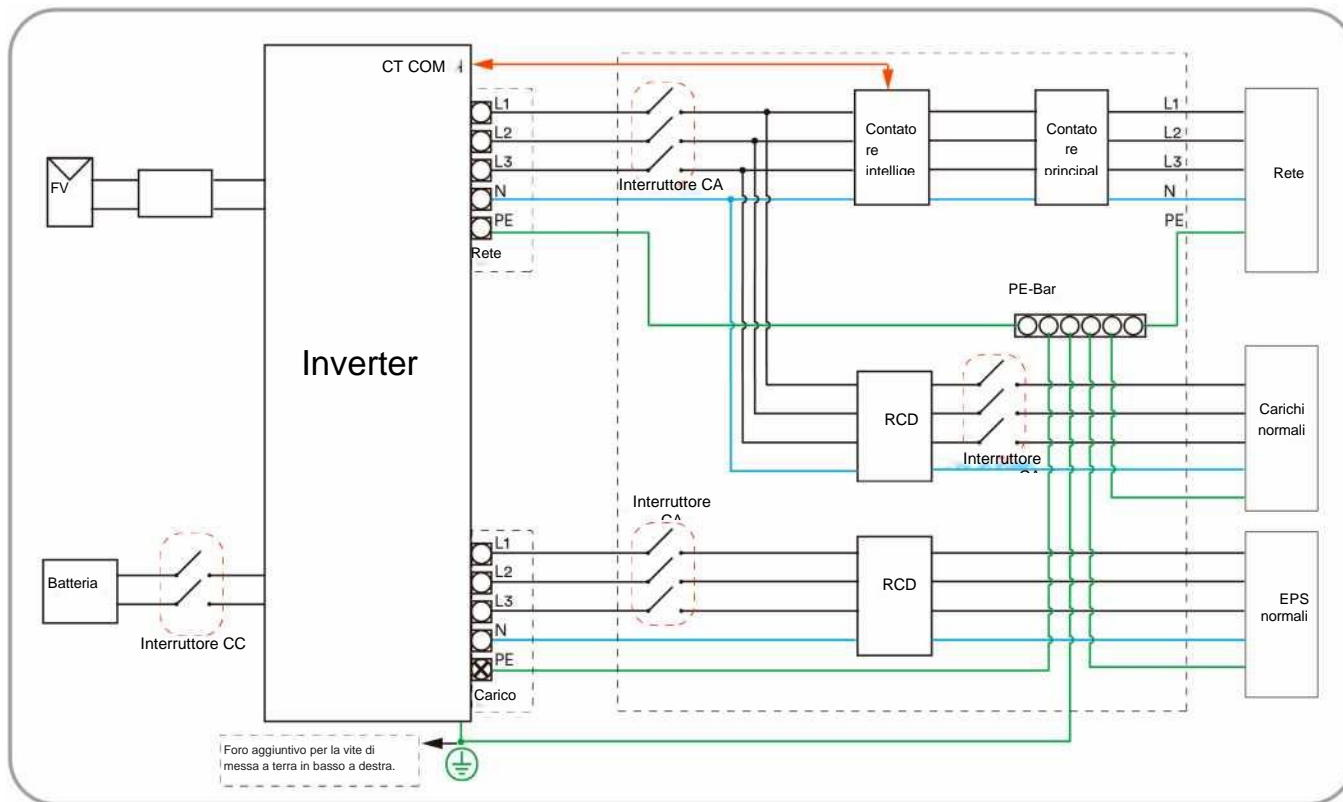 CT COM
L1
L2
L3
N
PE
Rete
FV
Interruttore CA
Contato
re
intellige
Contato
re
principal
L1
L2
L3
N
PE
Rete
PE-Bar
Inverter
RCD
Interruttore
Carichi
normali
Interruttore
L1
L2
L3
N
PE
Carico
RCD
EPS
normali
Batteria
Interruttore CC
Foro aggiuntivo per la vite di
messa a terra in basso a destra.